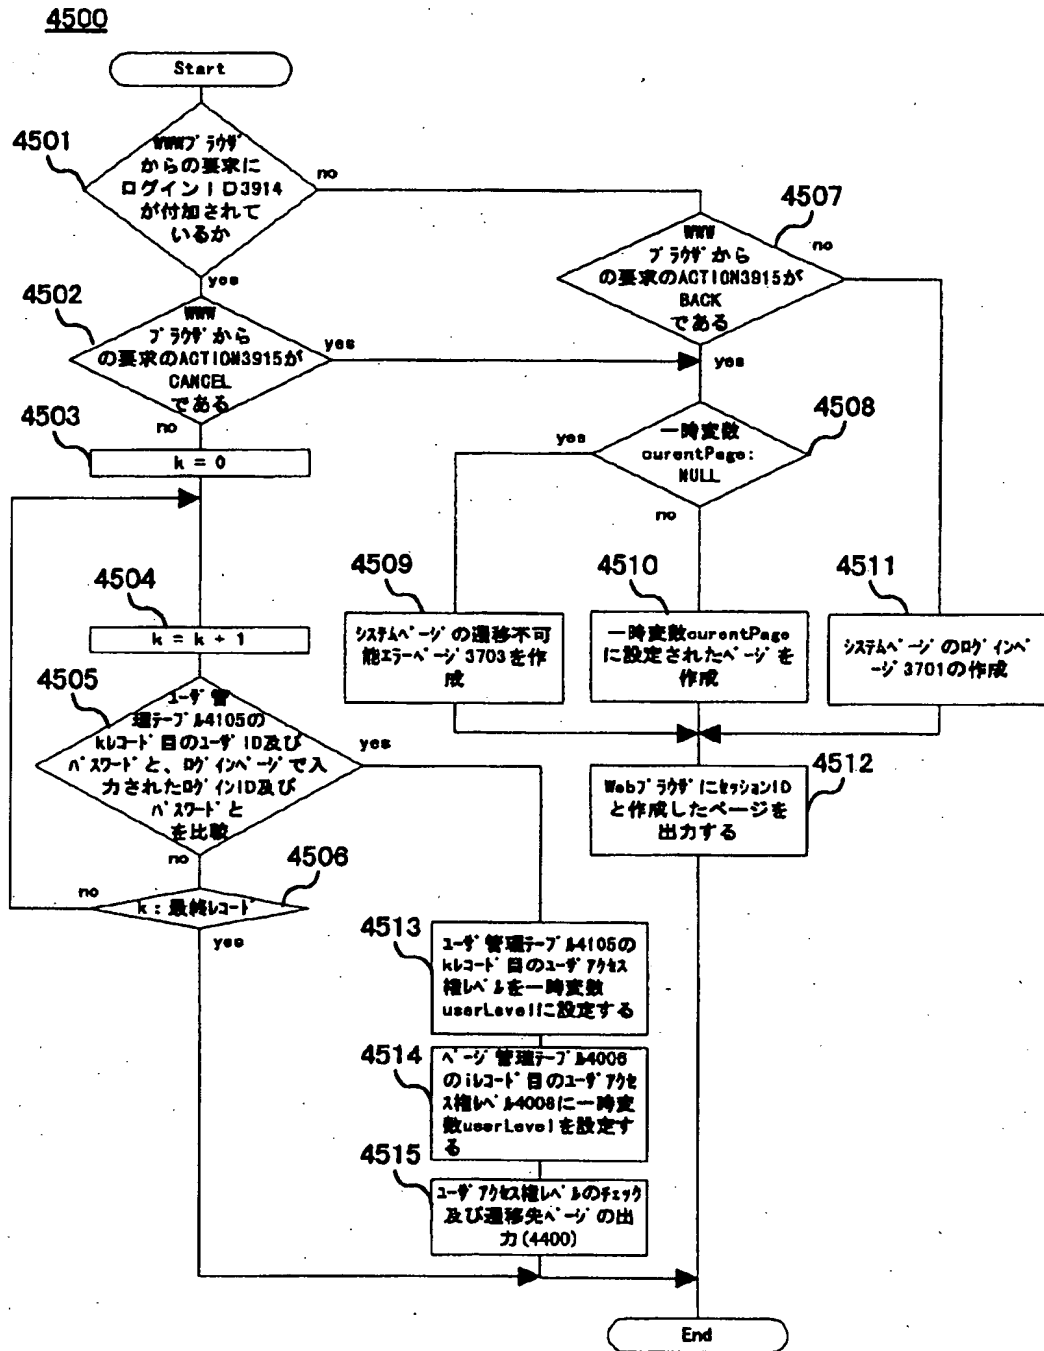 4500
Start
4501
WWWブラウザ
からの要求に
ログインID3914
が付加されて
いるか
no
yes
4507
WWW
ブラウザから
の要求のACTION3915が
BACK
である
no
yes
4502
WWW
ブラウザから
の要求のACTION3915が
CANCEL
である
yes
no
4503
k = 0
4508
一時変数
curentPage:
NULL
yes
no
4504
k = k + 1
4509
システムページの遷移不可
能エラーページ3703を作
成
4510
一時変数curentPage
に設定されたページを
作成
4511
システムページのログインペ
ージ3701の作成
4505
ユーザ管
理テーブル4105の
kレコード目のユーザID及び
パスワードと、ログインページで入
力されたログインID及び
パスワードと
を比較
yes
no
4512
WebブラウザにセッションID
と作成したページを
出力する
4506
k:最終レコード
no
yes
4513
ユーザ管理テーブル4105の
kレコード目のユーザアクセス
権レベルを一時変数
userLevelに設定する
4514
ページ管理テーブル4006
のiレコード目のユーザアクセ
ス権レベル4008に一時変
数userLevelを設定す
る
4515
ユーザアクセス権レベルのチェック
及び遷移先ページの出
力(4400)
End